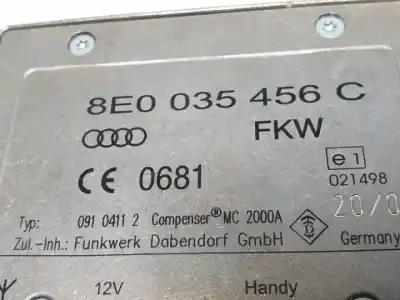 8E0 035 456 C
FKW
CE 0681
e1
021498
Typ: 091 0411 2 Compenser® MC 2000A
20/0
Zul.-Inh.: Funkwerk Dabendorf GmbH Germany
12V Handy